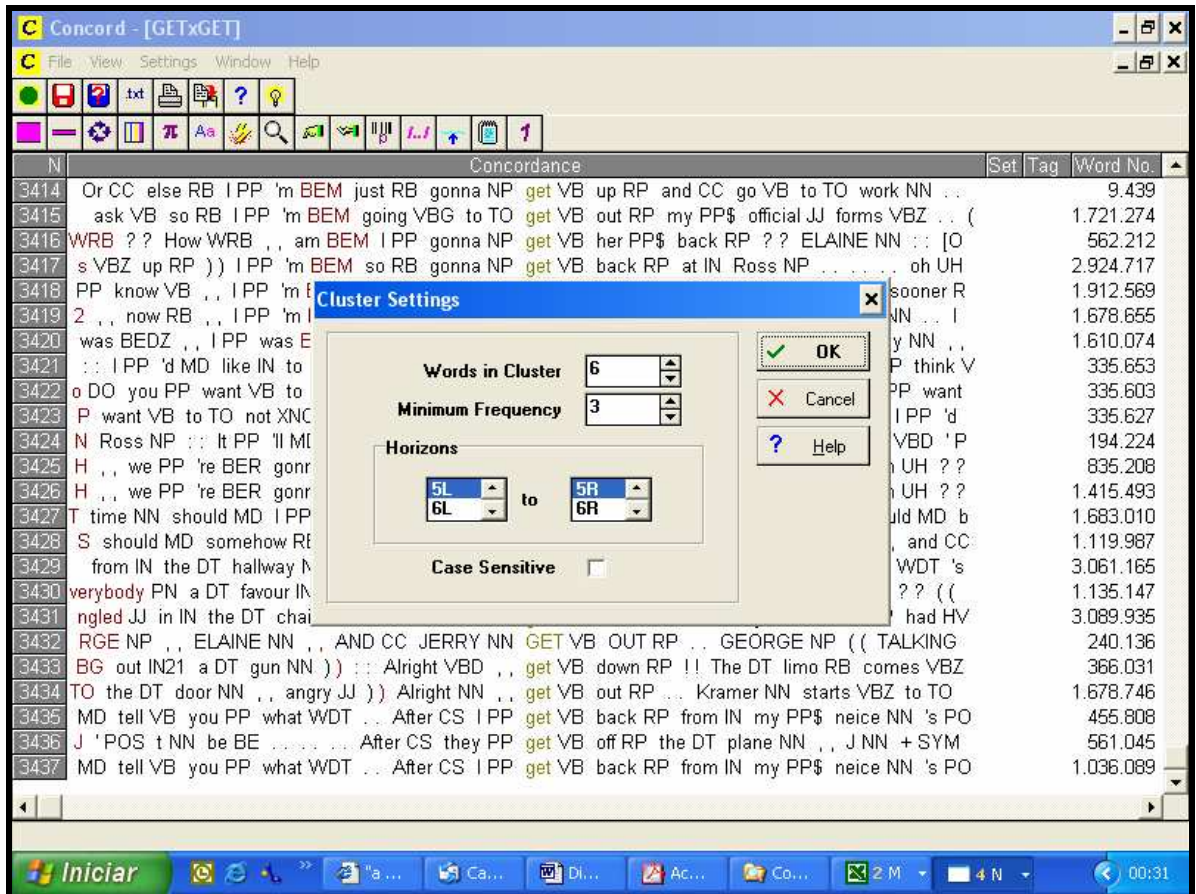 C Concord - [GETxGET]
C File View Settings Window Help
.txt ? ? π Aa
N Concordance Set Tag Word No.
3414 Or CC else RB I PP 'm BEM just RB gonna NP get VB up RP and CC go VB to TO work NN . . 9.439
3415 ask VB so RB I PP 'm BEM going VBG to TO get VB out RP my PP$ official JJ forms VBZ . . ( 1.721.274
3416 WRB ? ? How WRB , , am BEM I PP gonna NP get VB her PP$ back RP ? ? ELAINE NN : : [O 562.212
3417 s VBZ up RP ) ) I PP 'm BEM so RB gonna NP get VB back RP at IN Ross NP . . . . . . oh UH 2.924.717
3418 PP know VB , , I PP 'm sooner R 1.912.569
3419 2 , , now RB , , I PP 'm NN . . I 1.678.655
3420 was BEDZ , , I PP was E y NN , , 1.610.074
3421 : : I PP 'd MD like IN to P think V 335.653
3422 o DO you PP want VB to PP want 335.603
3423 P want VB to TO not XNO I PP 'd 335.627
3424 N Ross NP : : It PP 'll MD VBD ' P 194.224
3425 H , , we PP 're BER gonn UH ? ? 835.208
3426 H , , we PP 're BER gonn UH ? ? 1.415.493
3427 T time NN should MD I PP uld MD b 1.683.010
3428 S should MD somehow RB , and CC 1.119.987
3429 from IN the DT hallway N WDT 's 3.061.165
3430 verybody PN a DT favour IN ? ? ( ( 1.135.147
3431 ngled JJ in IN the DT chai had HV 3.089.935
3432 RGE NP , , ELAINE NN , , AND CC JERRY NN GET VB OUT RP . . GEORGE NP ( ( TALKING 240.136
3433 BG out IN21 a DT gun NN ) ) : : Alright VBD , , get VB down RP ! ! The DT limo RB comes VBZ 366.031
3434 TO the DT door NN , , angry JJ ) ) Alright NN , , get VB out RP . . Kramer NN starts VBZ to TO 1.678.746
3435 MD tell VB you PP what WDT . . After CS I PP get VB back RP from IN my PP$ neice NN 's PO 455.808
3436 J ' POS t NN be BE . . . . . . After CS they PP get VB off RP the DT plane NN , , J NN + SYM 561.045
3437 MD tell VB you PP what WDT . . After CS I PP get VB back RP from IN my PP$ neice NN 's PO 1.036.089
Cluster Settings
Words in Cluster 6
Minimum Frequency 3
Horizons
5L to 5R
6L 6R
Case Sensitive
OK
Cancel
? Help
Iniciar » "a ... Ca... Di... Ac... Co... 2 M 4 N 00:31